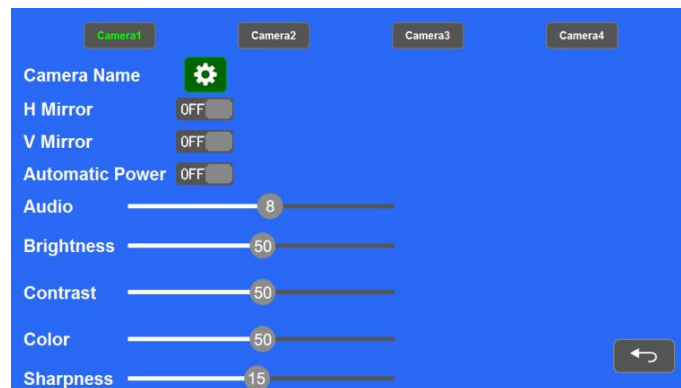 Camera1 Camera2 Camera3 Camera4
Camera Name
H Mirror OFF
V Mirror OFF
Automatic Power OFF
Audio 8
Brightness 50
Contrast 50
Color 50
Sharpness 15